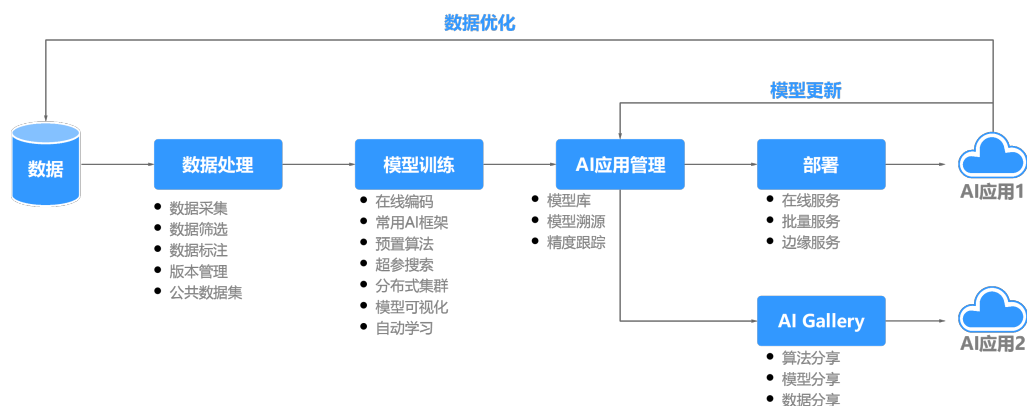 数据优化
模型更新
数据
数据处理
模型训练
AI应用管理
部署
AI应用1
数据采集
数据筛选
数据标注
版本管理
公共数据集
在线编码
常用AI框架
预置算法
超参搜索
分布式集群
模型可视化
自动学习
模型库
模型溯源
精度跟踪
在线服务
批量服务
边缘服务
AI Gallery
AI应用2
算法分享
模型分享
数据分享